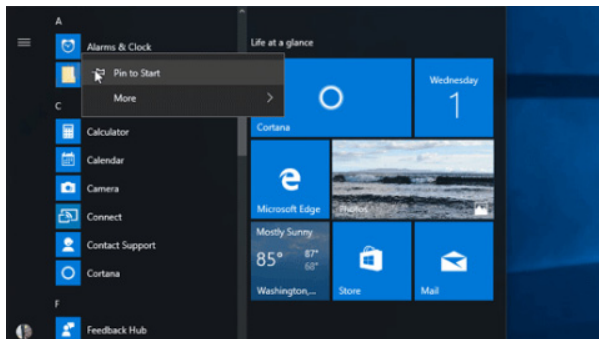 A
Alarms & Clock
Pin to Start
More
C
Calculator
Calendar
Camera
Connect
Contact Support
Cortana
F
Feedback Hub
Life at a glance
Cortana
Wednesday
1
Microsoft Edge
Photos
Mostly Sunny
85° 87°
68°
Washington,...
Store
Mail